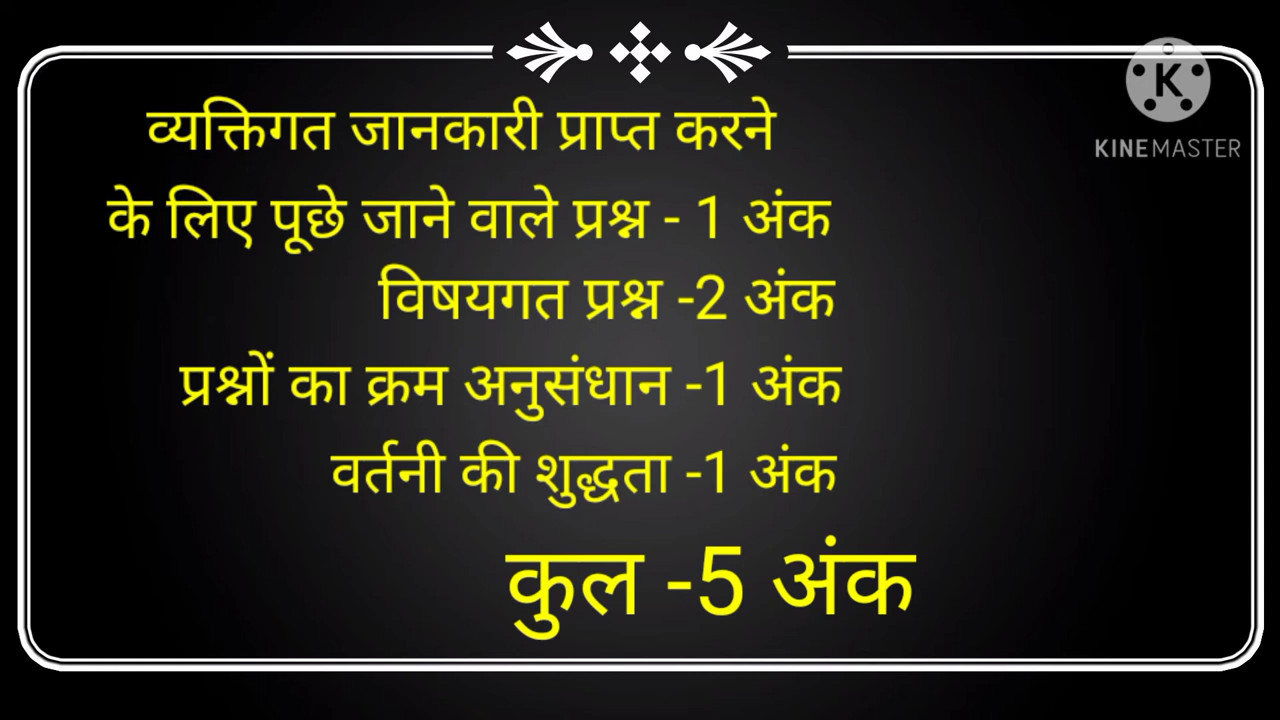 व्यक्तिगत जानकारी प्राप्त करने
के लिए पूछे जाने वाले प्रश्न - 1 अंक
विषयगत प्रश्न -2 अंक
प्रश्नों का क्रम अनुसंधान -1 अंक
वर्तनी की शुद्धता -1 अंक
कुल -5 अंक
K
KINEMASTER